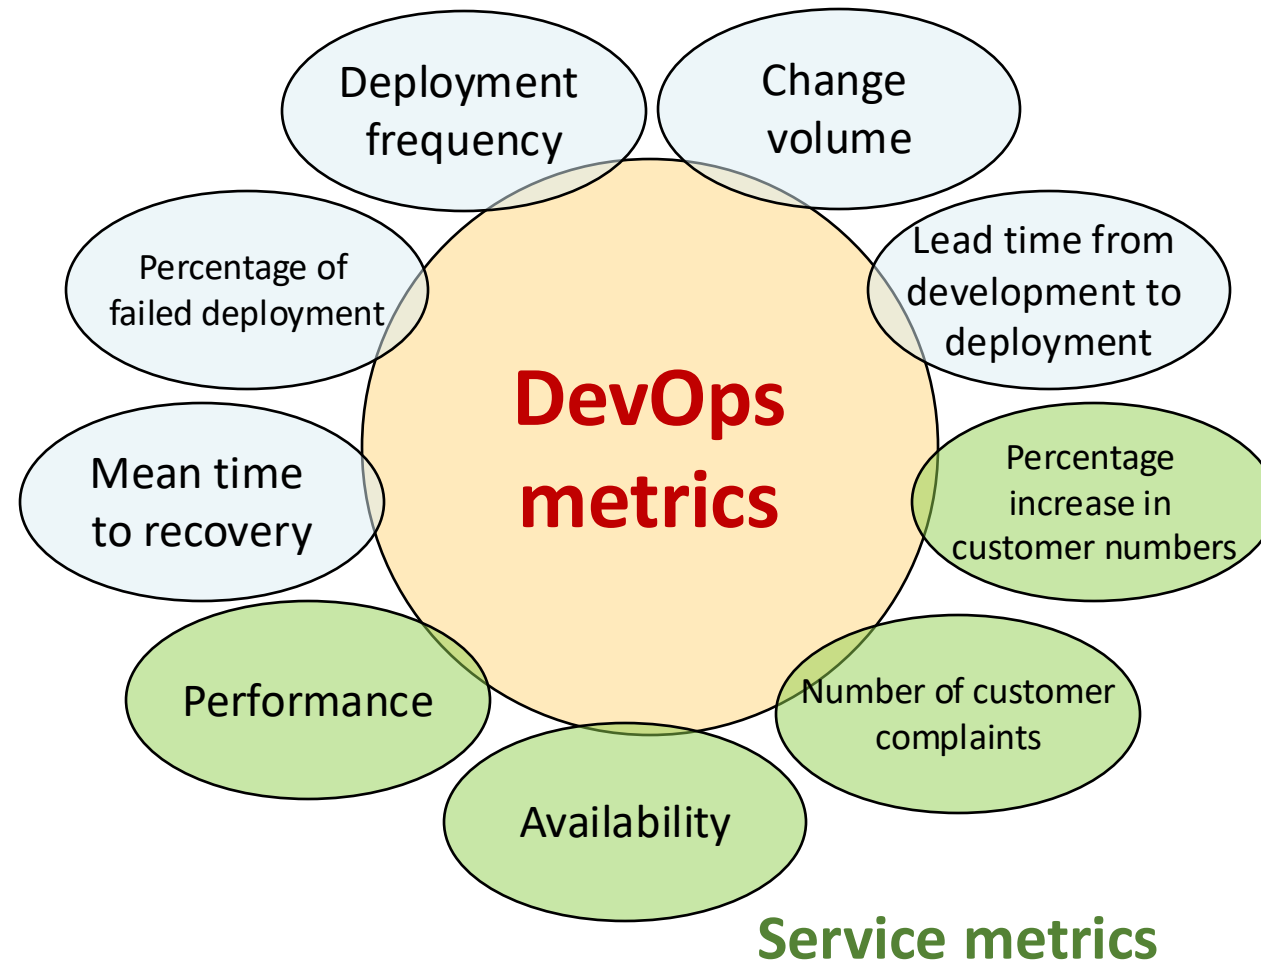 Deployment
frequency
Change
volume
Percentage of
failed deployment
Lead time from
development to
deployment
DevOps
metrics
Mean time
to recovery
Percentage
increase in
customer numbers
Performance
Number of customer
complaints
Availability
Service metrics